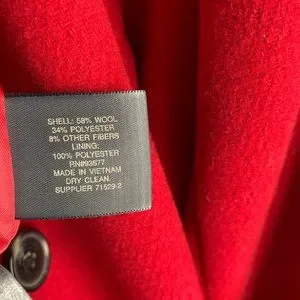 SHELL: 58% WOOL
34% POLYESTER
8% OTHER FIBERS
LINING:
100% POLYESTER
RN#93677
MADE IN VIETNAM
DRY CLEAN.
SUPPLIER 71529-2